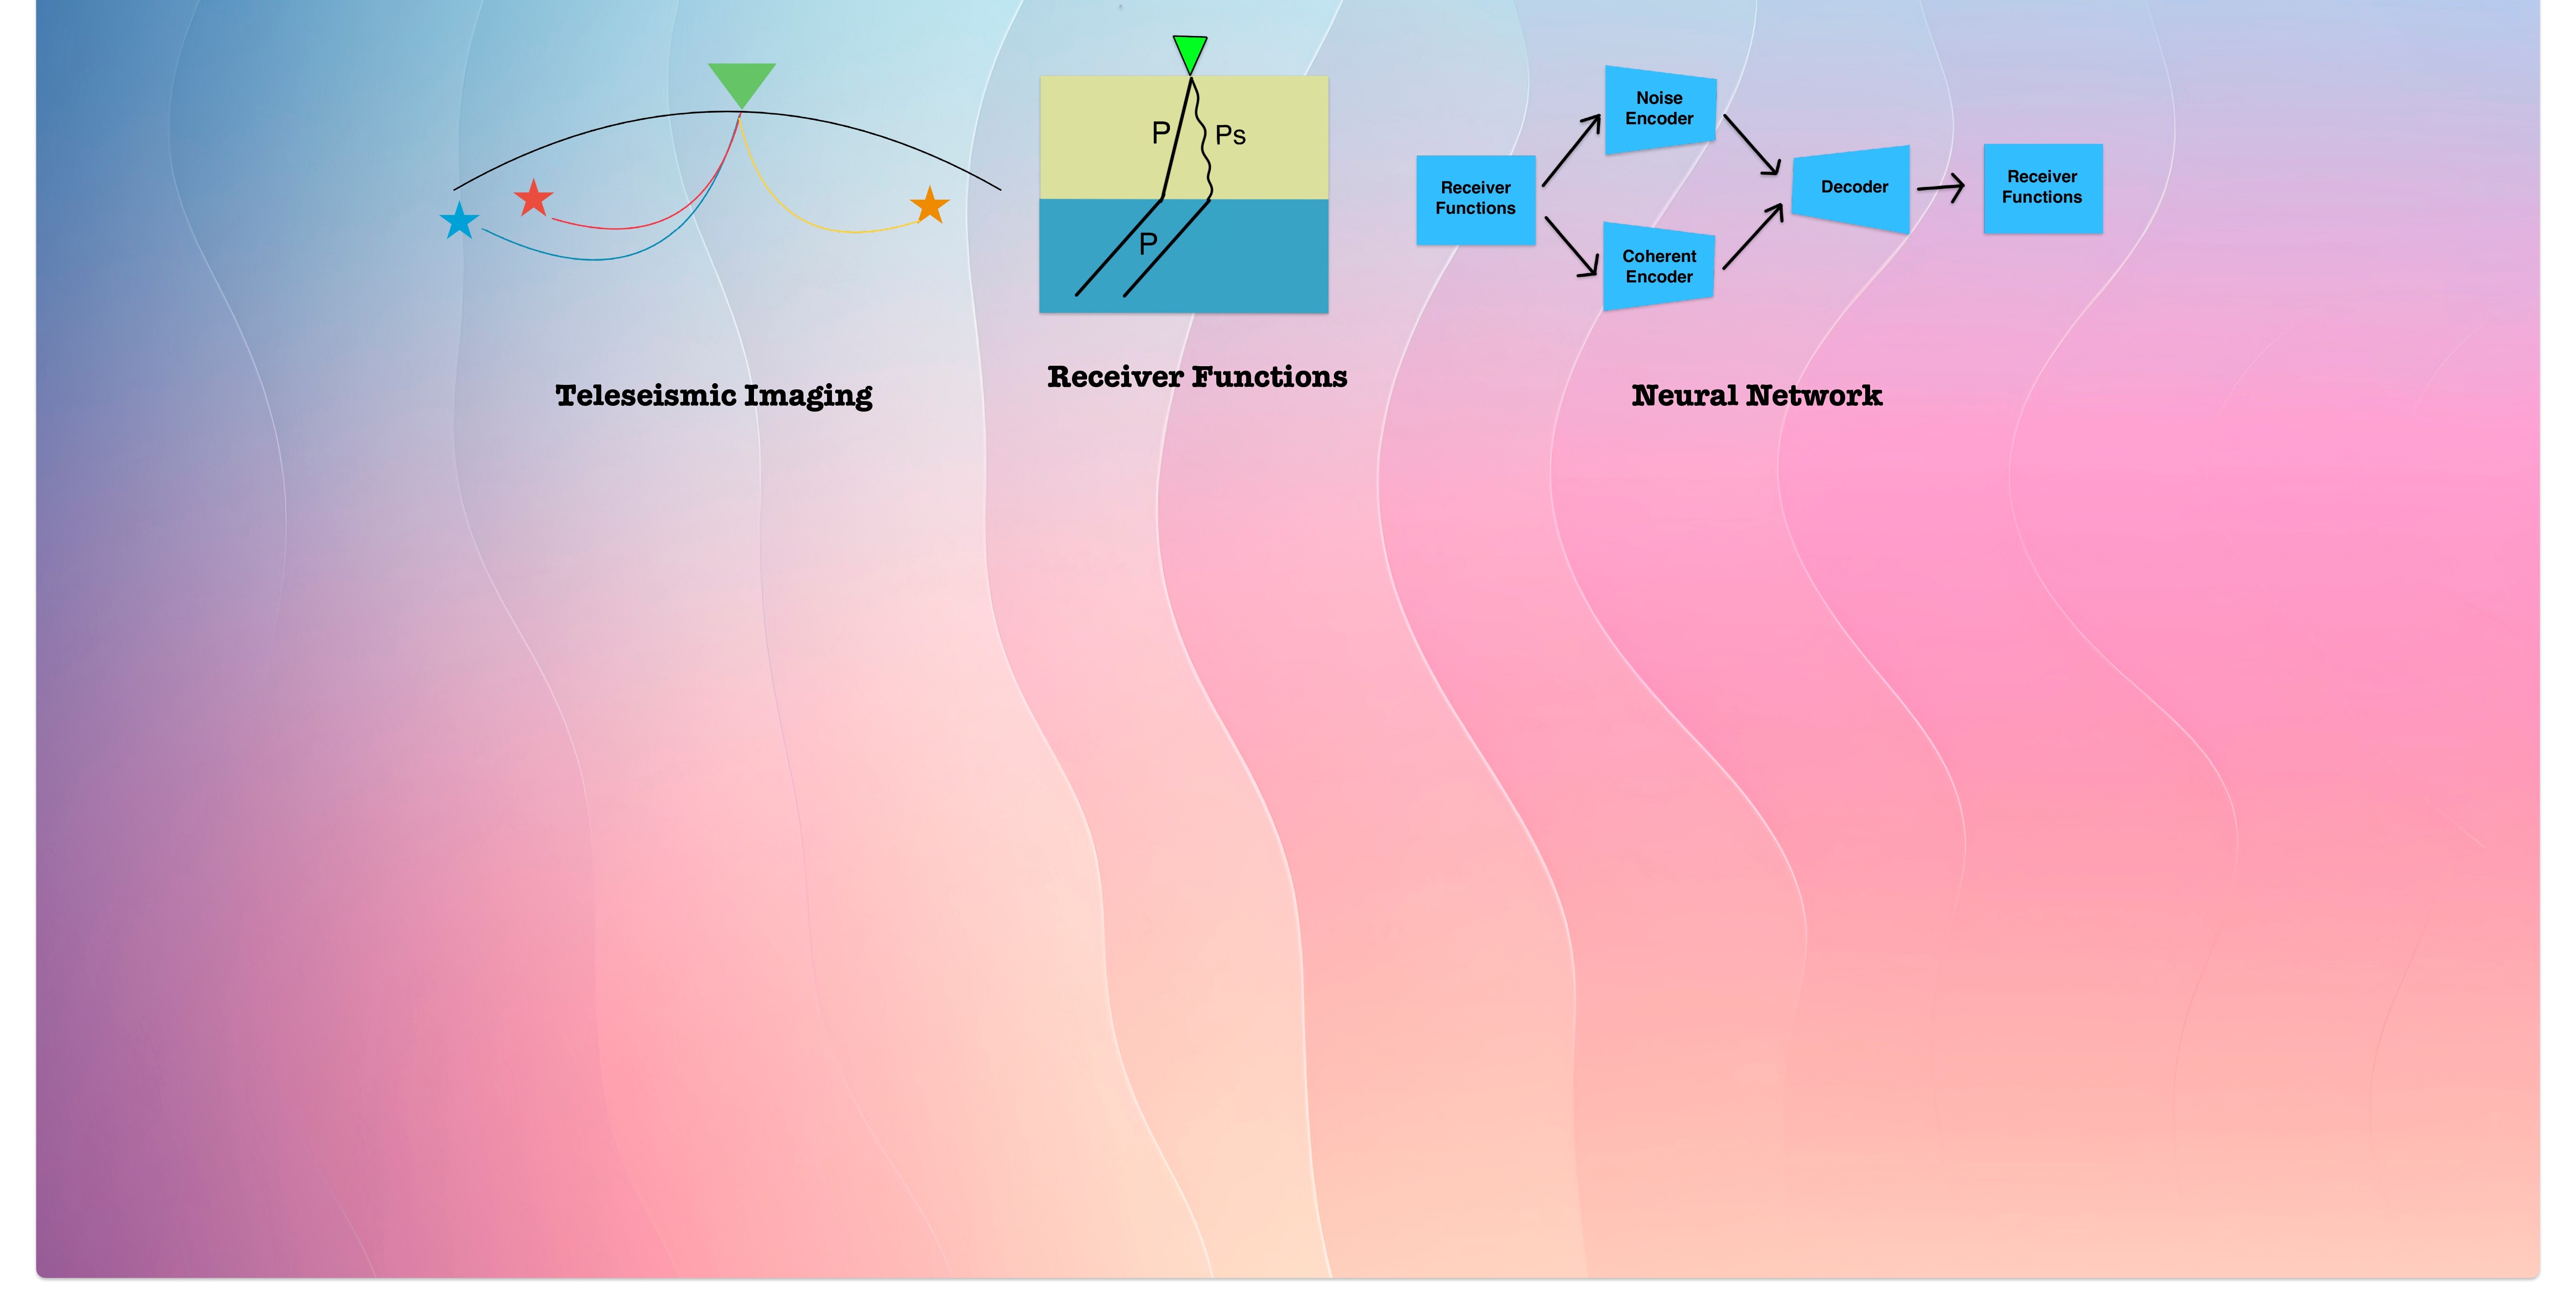 P
Ps
P
Teleseismic Imaging
Receiver Functions
Receiver
Functions
Noise
Encoder
Coherent
Encoder
Decoder
Receiver
Functions
Neural Network